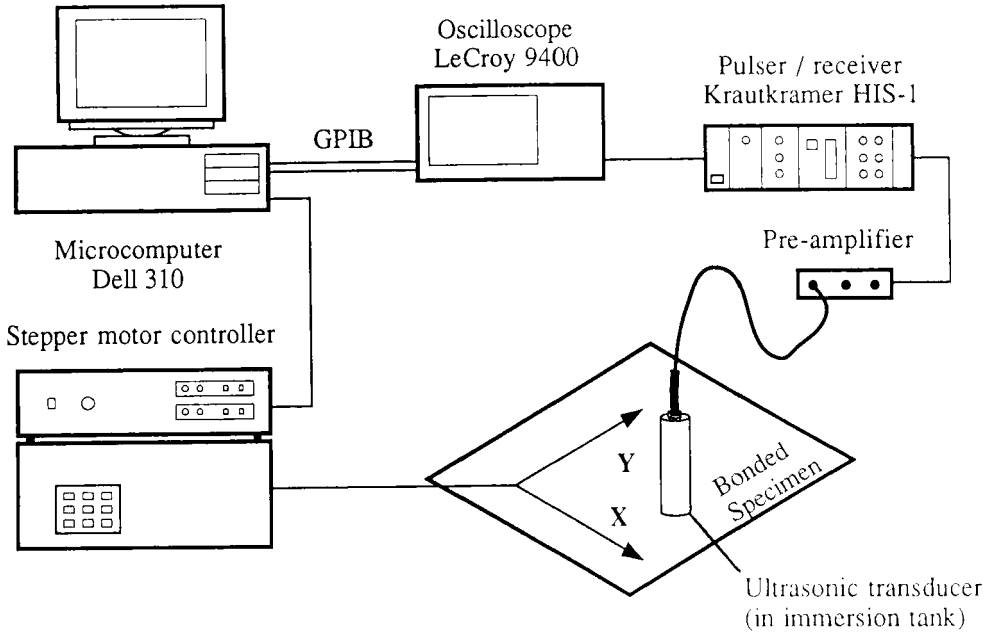 Oscilloscope
LeCroy 9400
Pulser / receiver
Krautkramer HIS-1
GPIB
Microcomputer
Dell 310
Pre-amplifier
Stepper motor controller
Y
X
Bonded
Specimen
Ultrasonic transducer
(in immersion tank)